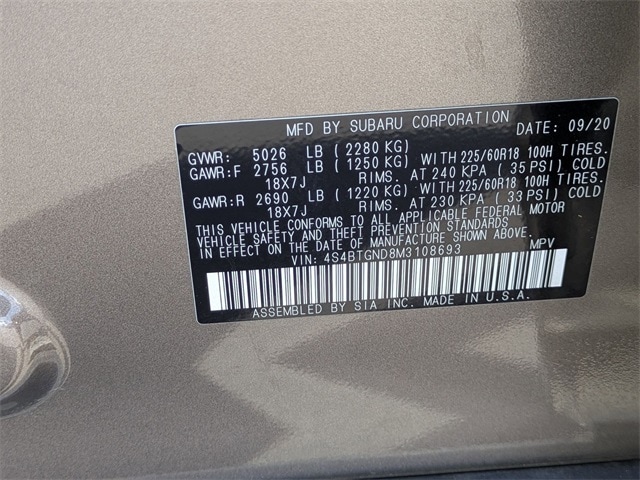 MFD BY SUBARU CORPORATION DATE: 09/20
GVWR: 5026 LB (2280 KG)
GAWR:F 2756 LB (1250 KG) WITH 225/60R18 100H TIRES.
18X7J RIMS. AT 240 KPA (35 PSI) COLD
GAWR:R 2690 LB (1220 KG) WITH 225/60R18 100H TIRES.
18X7J RIMS. AT 230 KPA (33 PSI) COLD
THIS VEHICLE CONFORMS TO ALL APPLICABLE FEDERAL MOTOR
VEHICLE SAFETY AND THEFT PREVENTION STANDARDS
IN EFFECT ON THE DATE OF MANUFACTURE SHOWN ABOVE.
VIN: 4S4BTGND8M3108693 MPV
ASSEMBLED BY SIA INC. MADE IN U.S.A.